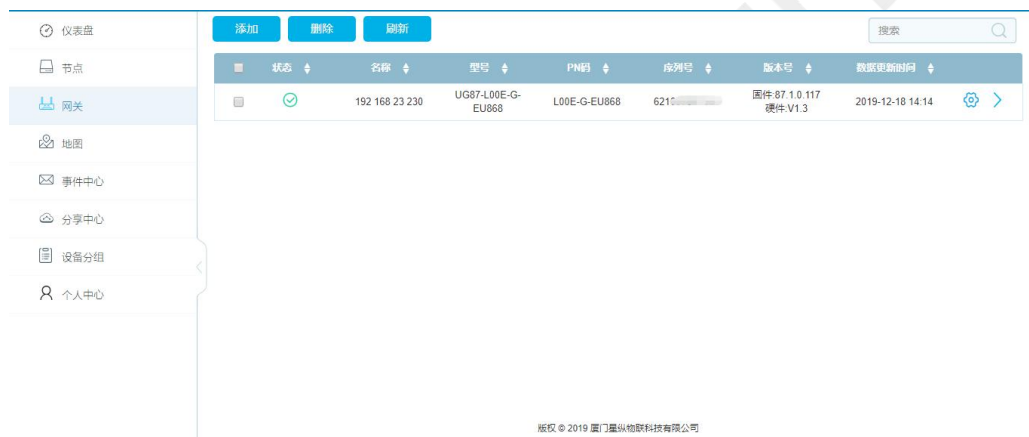 仪表盘
添加 删除 刷新
搜索
节点
状态 名称 型号 PN码 序列号 版本号 数据更新时间
网关
192 168 23 230 UG87-L00E-G- L00E-G-EU868 固件:87.1.0.117 2019-12-18 14:14
EU868 硬件:V1.3
地图
事件中心
分享中心
设备分组
个人中心
版权 © 2019 厦门星纵物联科技有限公司